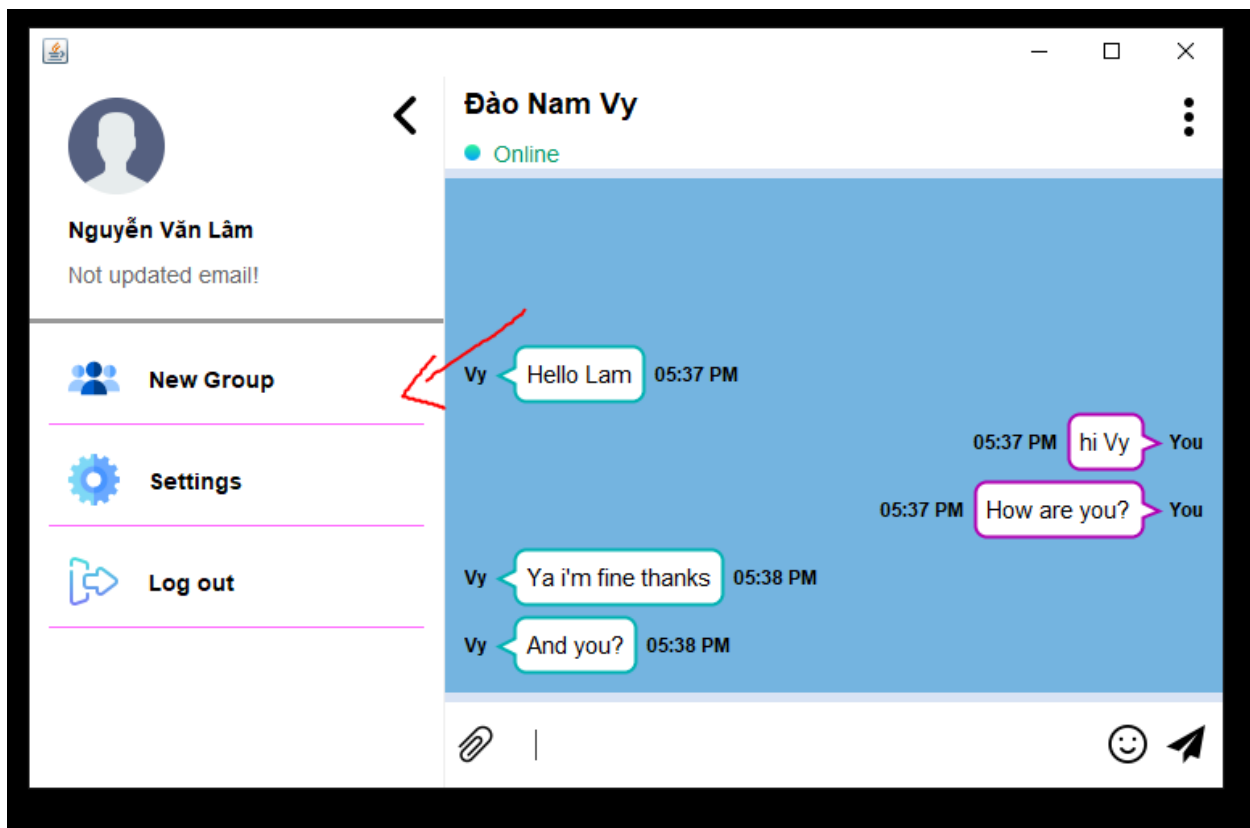 Đào Nam Vy
Online
Nguyễn Văn Lâm
Not updated email!
New Group
Settings
Log out
Vy Hello Lam 05:37 PM
05:37 PM hi Vy You
05:37 PM How are you? You
Vy Ya i'm fine thanks 05:38 PM
Vy And you? 05:38 PM